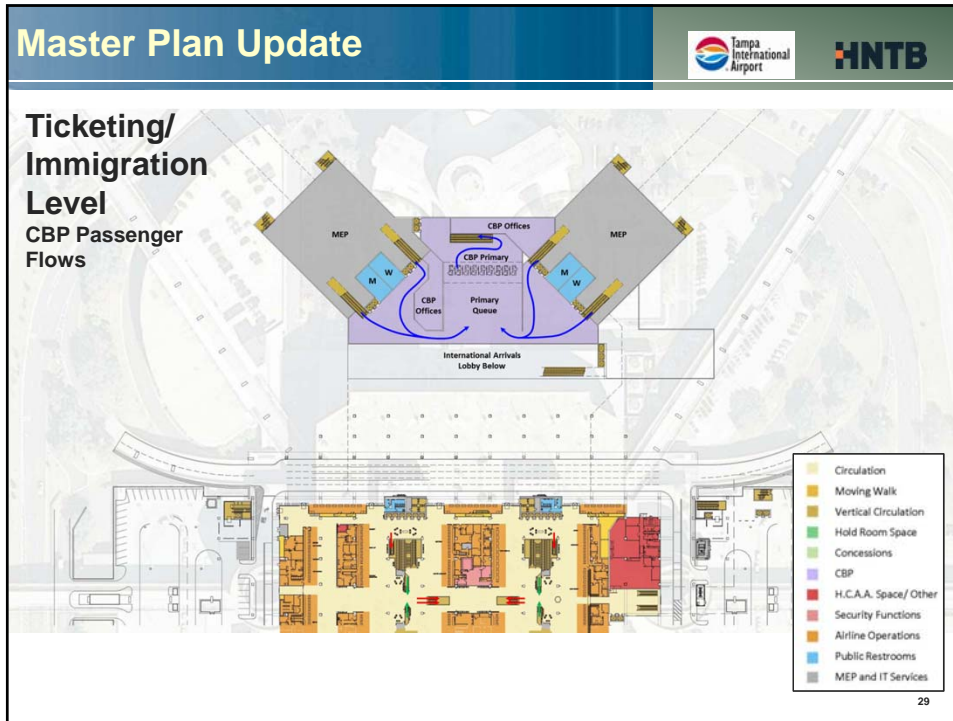 Master Plan Update
Tampa
International
Airport
HNTB
Ticketing/
Immigration
Level
CBP Passenger
Flows
MEP
CBP Offices
MEP
CBP Primary
M
W
M
W
CBP
Offices
Primary
Queue
International Arrivals
Lobby Below
Circulation
Moving Walk
Vertical Circulation
Hold Room Space
Concessions
CBP
H.C.A.A. Space/ Other
Security Functions
Airline Operations
Public Restrooms
MEP and IT Services
29